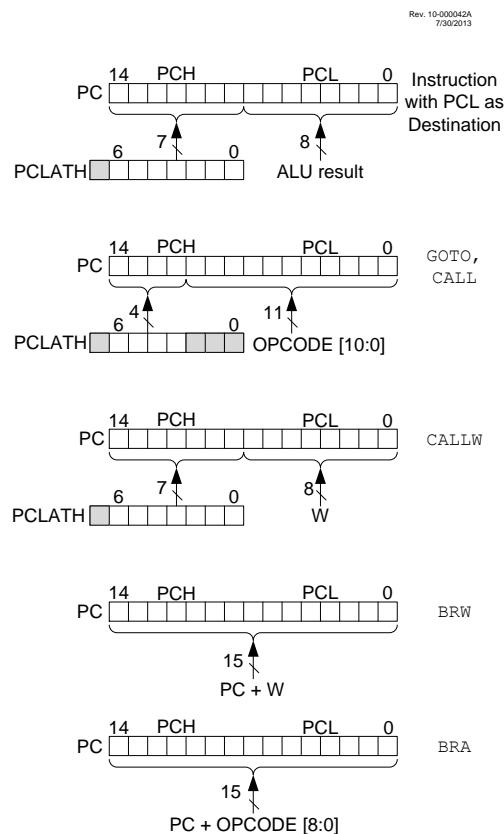 Rev. 10-000042A
7/30/2013
14 PCH PCL 0
PC
Instruction
with PCL as
Destination
7 8
6 0
PCLATH
ALU result
14 PCH PCL 0
PC
GOTO,
CALL
4 11
6 0
PCLATH
OPCODE [10:0]
14 PCH PCL 0
PC
CALLW
7 8
6 0
PCLATH
W
14 PCH PCL 0
PC
BRW
15
PC + W
14 PCH PCL 0
PC
BRA
15
PC + OPCODE [8:0]